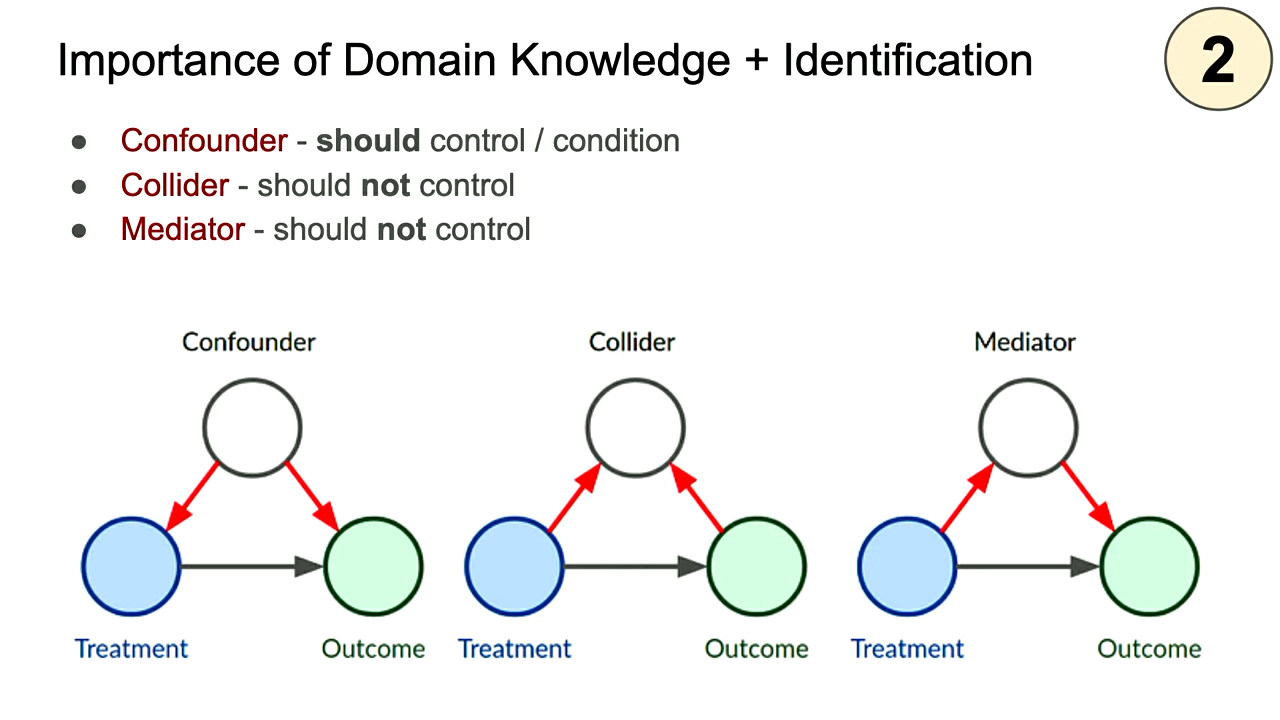 Importance of Domain Knowledge + Identification
2
● Confounder - should control / condition
● Collider - should not control
● Mediator - should not control
Confounder
Collider
Mediator
Treatment
Outcome
Treatment
Outcome
Treatment
Outcome